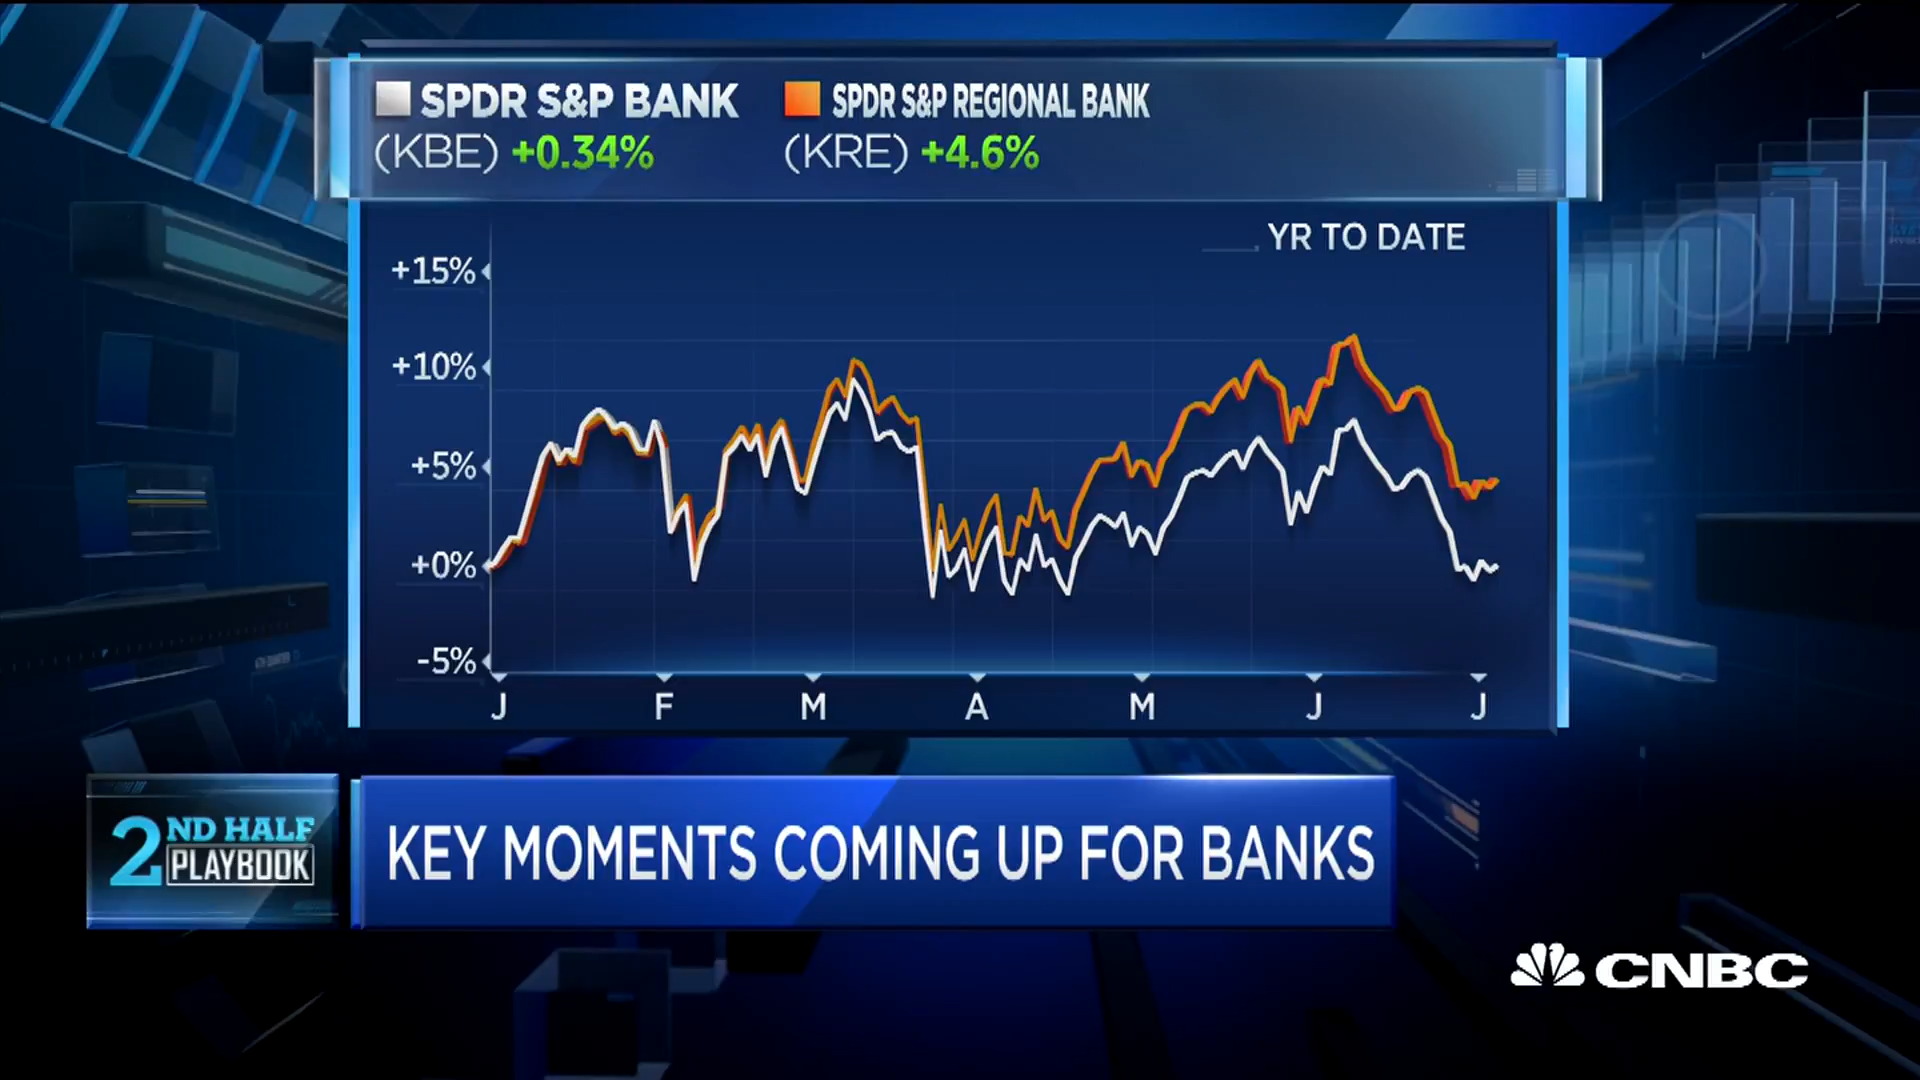 SPDR S&P BANK
(KBE) +0.34%
SPDR S&P REGIONAL BANK
(KRE) +4.6%
YR TO DATE
+15%
+10%
+5%
+0%
-5%
J F M A M J J
2ND HALF
PLAYBOOK
KEY MOMENTS COMING UP FOR BANKS
CNBC